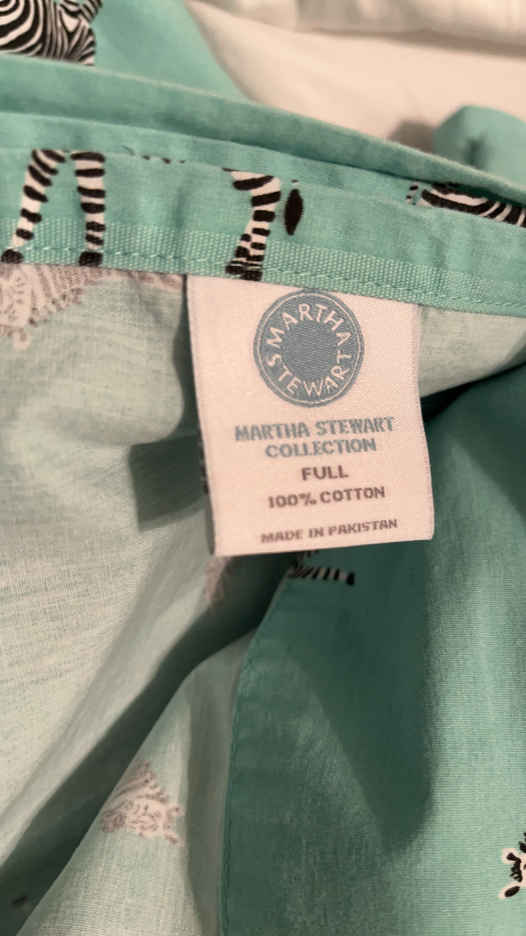 MARTHA
STEWART
MARTHA STEWART
COLLECTION
FULL
100% COTTON
MADE IN PAKISTAN